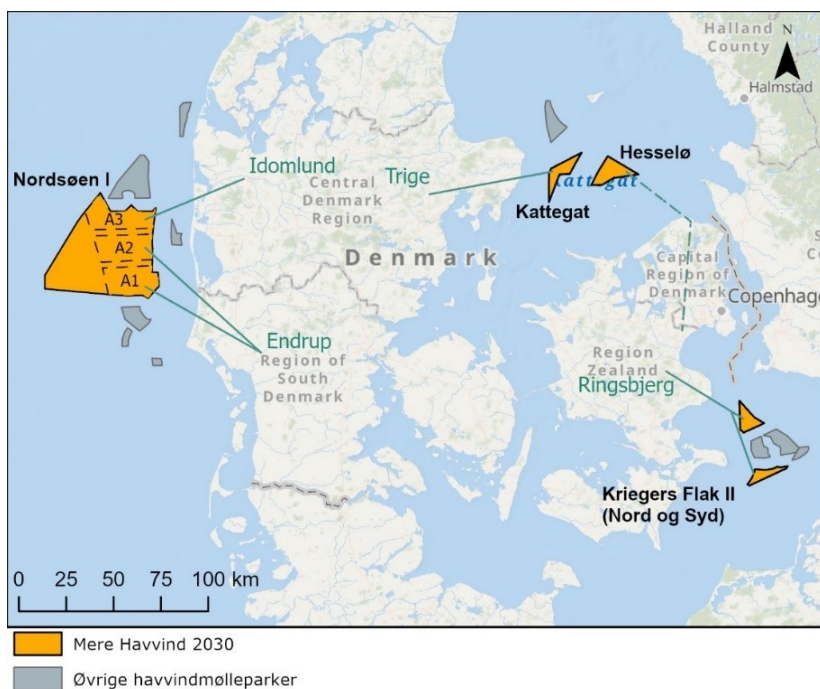 Halland
County
N
Halmstad
Nordsøen I
Idomlund
Trige
Hesselø
Kattegat
Central
Denmark
Region
Kattegat
A3
A2
A1
Denmark
Capital
Region of
Denmark
Copenhage
Endrup
Region of
South
Denmark
Region
Zealand
Ringsbjerg
Kriegers Flak II
(Nord og Syd)
0 25 50 100 km
Mere Havvind 2030
Øvrige havvindmølleparker